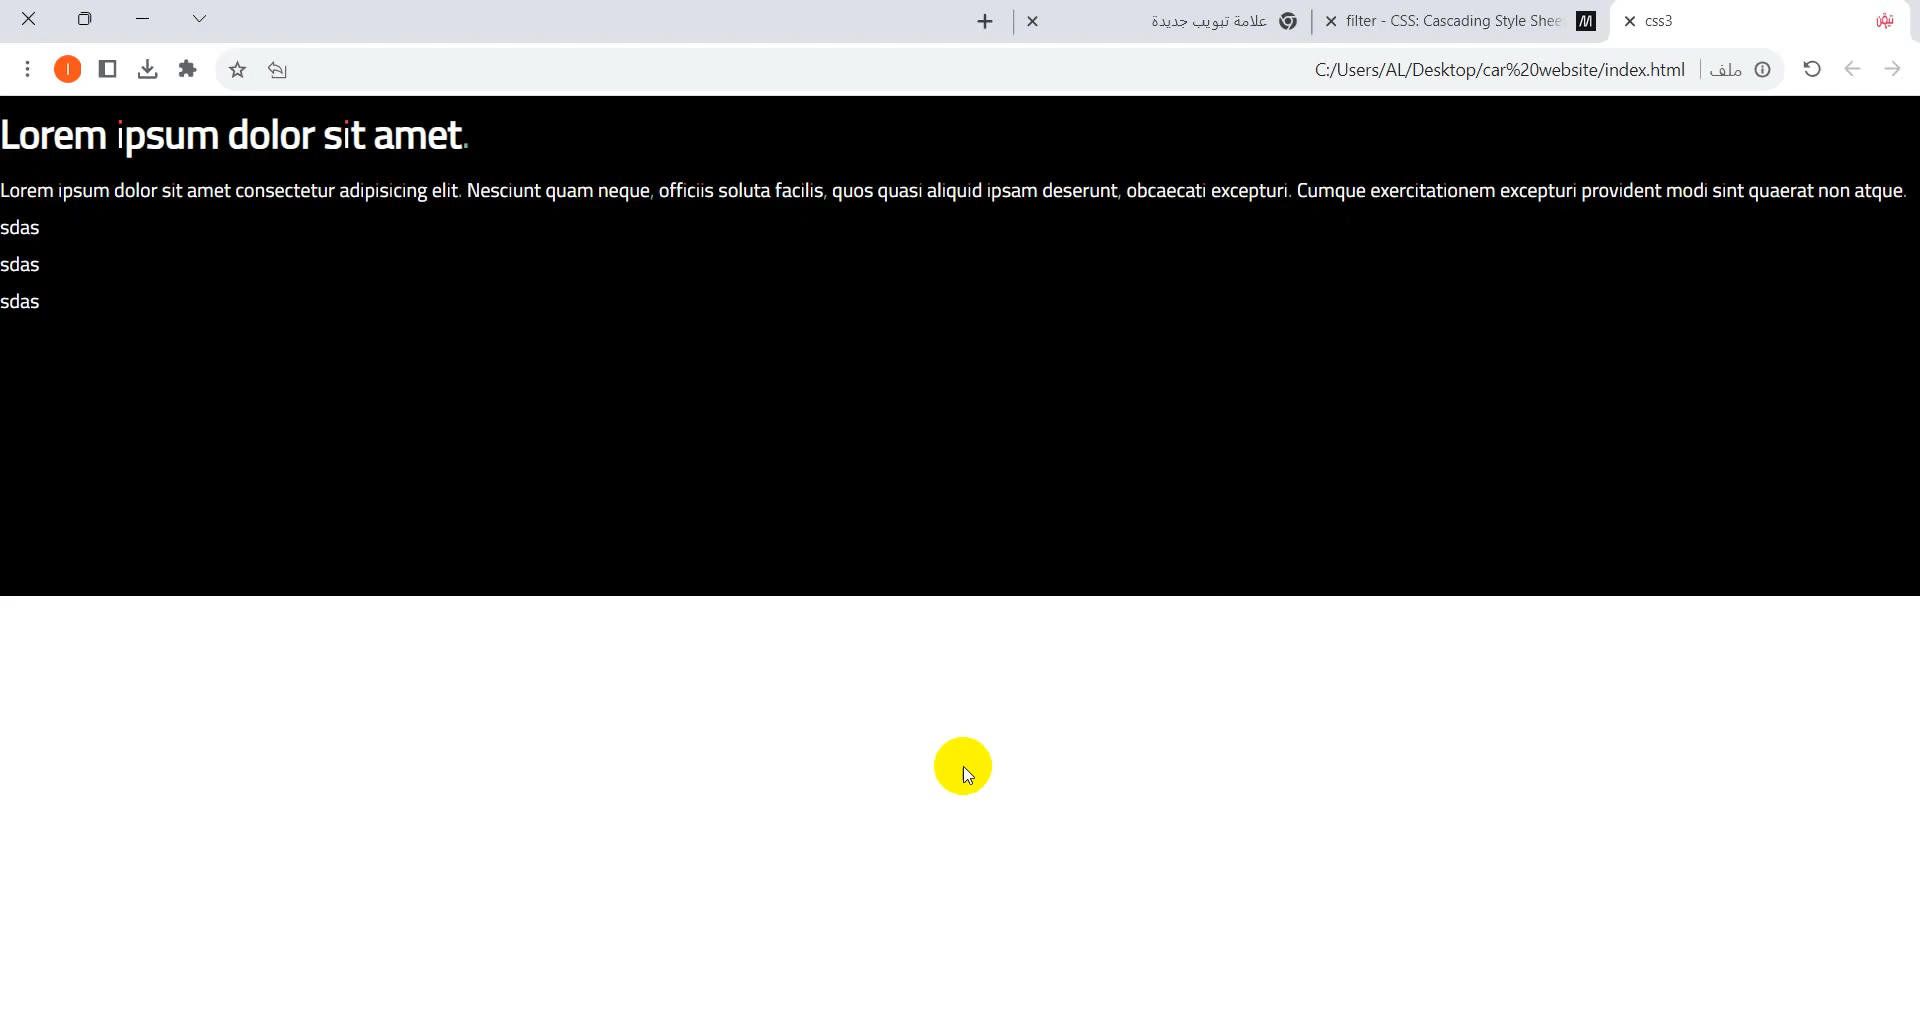 css3
filter - CSS: Cascading Style Shee
علامة تبويب جديدة
ملف
C:/Users/AL/Desktop/car%20website/index.html
I
Lorem ipsum dolor sit amet.
Lorem ipsum dolor sit amet consectetur adipisicing elit. Nesciunt quam neque, officiis soluta facilis, quos quasi aliquid ipsam deserunt, obcaecati excepturi. Cumque exercitationem excepturi provident modi sint quaerat non atque.
sdas
sdas
sdas